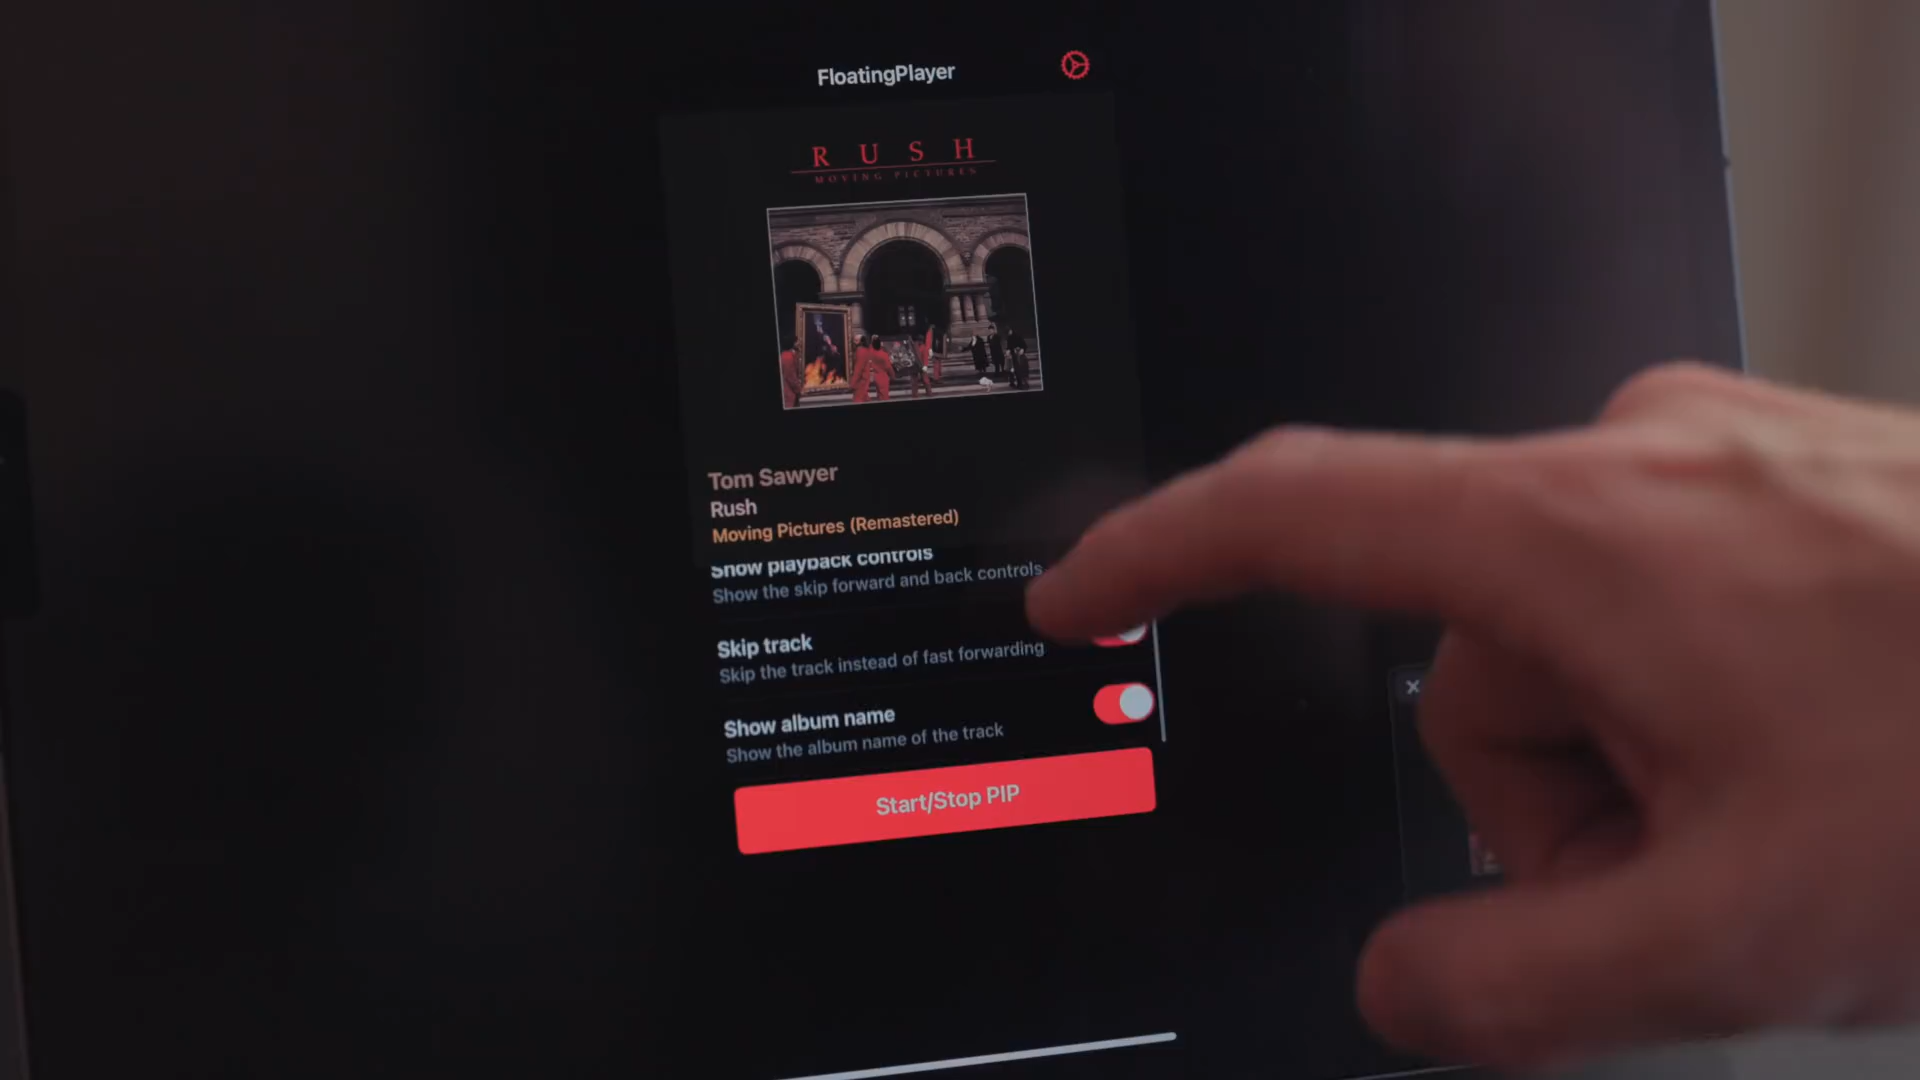 FloatingPlayer
RUSH
MOVING PICTURES
Tom Sawyer
Rush
Moving Pictures (Remastered)
Show playback controls
Show the skip forward and back controls
Skip track
Skip the track instead of fast forwarding
Show album name
Show the album name of the track
Start/Stop PIP